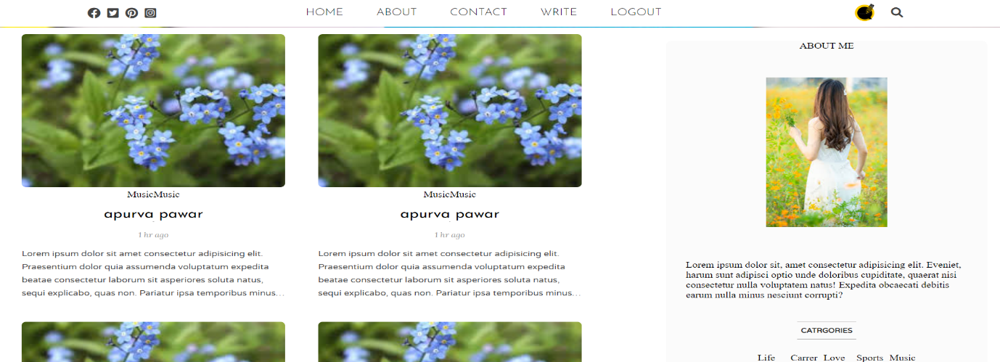 HOME ABOUT CONTACT WRITE LOGOUT
MusicMusic
apurva pawar
1 hr ago
Lorem ipsum dolor sit amet consectetur adipisicing elit.
Praesentium dolor quia assumenda voluptatum expedita
beatae consectetur laborum sit asperiores soluta natus,
sequi explicabo, quas non. Pariatur ipsa temporibus minus...
MusicMusic
apurva pawar
1 hr ago
Lorem ipsum dolor sit amet consectetur adipisicing elit.
Praesentium dolor quia assumenda voluptatum expedita
beatae consectetur laborum sit asperiores soluta natus,
sequi explicabo, quas non. Pariatur ipsa temporibus minus...
ABOUT ME
Lorem ipsum dolor sit, amet consectetur adipisicing elit. Eveniet,
harum sunt adipisci optio unde doloribus cupiditate, quaerat nisi
consectetur nulla voluptatem natus! Expedita obcaecati debitis
earum nulla minus nesciunt corrupti?
CATRGORIES
Life Carrer Love Sports Music